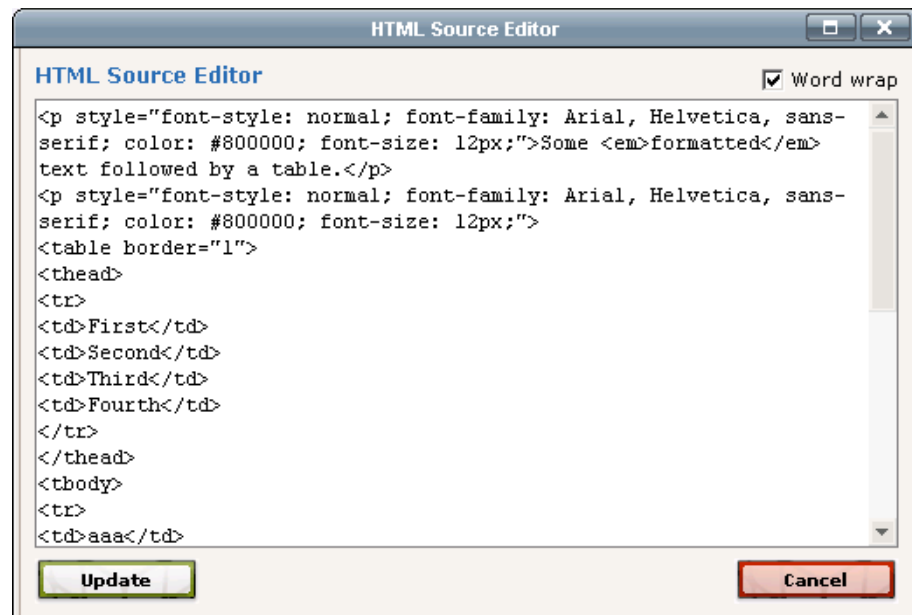 HTML Source Editor
HTML Source Editor
Word wrap
<p style="font-style: normal; font-family: Arial, Helvetica, sans-
serif; color: #800000; font-size: 12px;">Some <em>formatted</em>
text followed by a table.</p>
<p style="font-style: normal; font-family: Arial, Helvetica, sans-
serif; color: #800000; font-size: 12px;">
<table border="1">
<thead>
<tr>
<td>First</td>
<td>Second</td>
<td>Third</td>
<td>Fourth</td>
</tr>
</thead>
<tbody>
<tr>
<td>aaa</td>
Update
Cancel